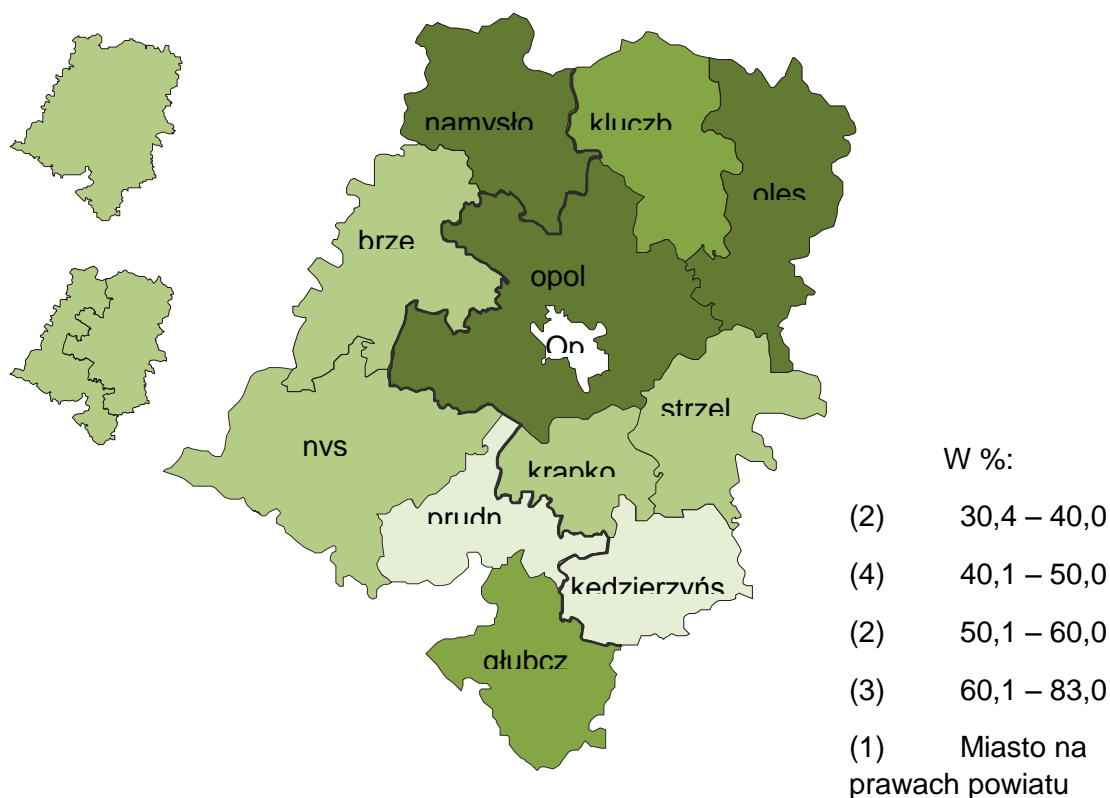 namysło
kluczb
oles
brze
opol
Op
strzel
nys
krapko
prudn
kędzierzyńs
głubcz
W %:
(2) 30,4 – 40,0
(4) 40,1 – 50,0
(2) 50,1 – 60,0
(3) 60,1 – 83,0
(1) Miasto na
prawach powiatu